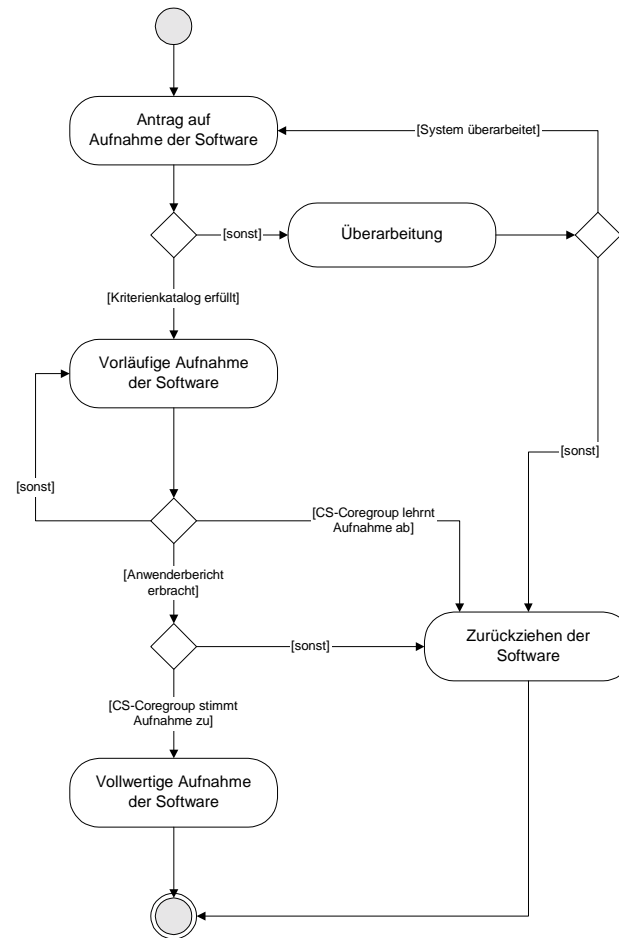 Antrag auf
Aufnahme der Software
[System überarbeitet]
[sonst]
Überarbeitung
[Kriterienkatalog erfüllt]
Vorläufige Aufnahme
der Software
[sonst]
[sonst]
[CS-Coregroup lehrnt
Aufnahme ab]
[Anwenderbericht
erbracht]
[sonst]
Zurückziehen der
Software
[CS-Coregroup stimmt
Aufnahme zu]
Vollwertige Aufnahme
der Software